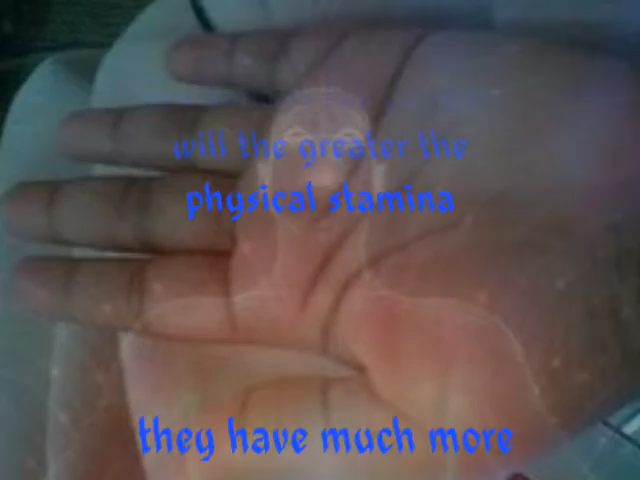 will the greater the
physical stamina
they have much more